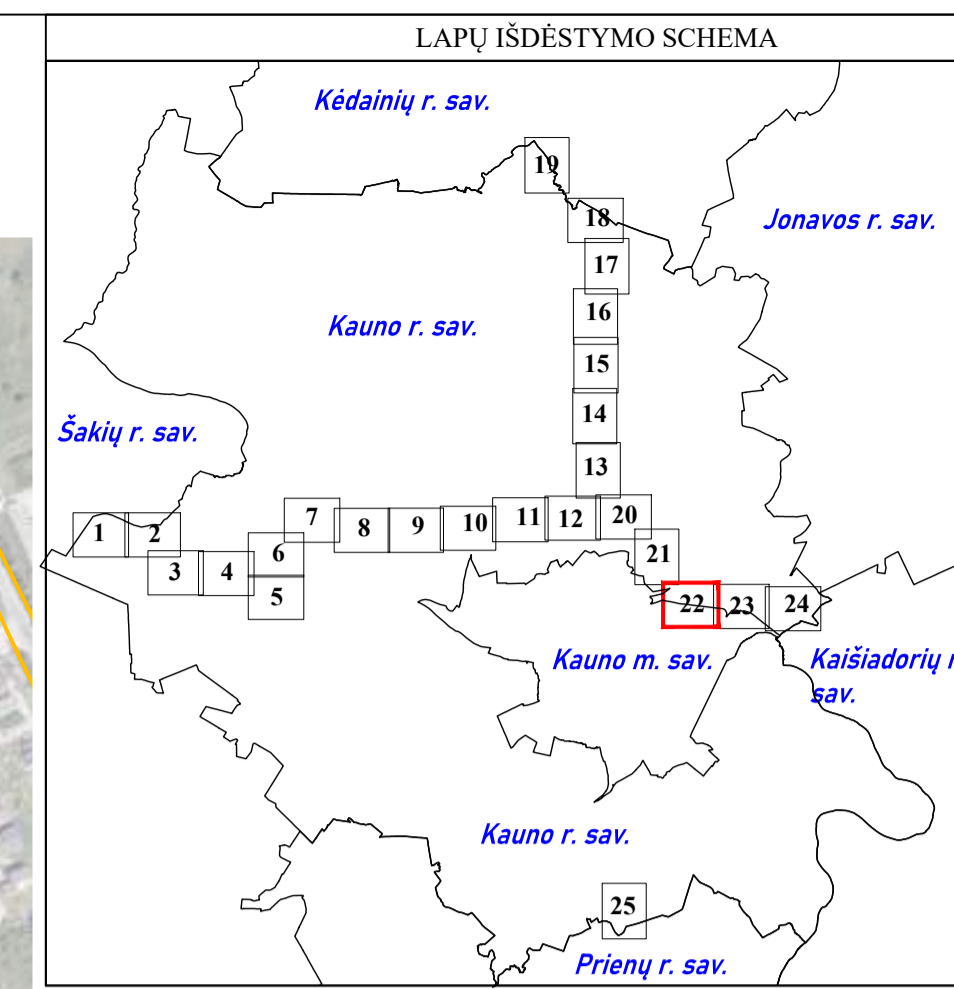 LAPŲ IŠDĖSTYMO SCHEMA
Kėdainių r. sav.
19
18
Jonavos r. sav.
17
16
Kauno r. sav.
15
14
Šakių r. sav.
13
1
2
7
8
9
10
11
12
20
6
21
3
4
5
22
23
24
Kauno m. sav.
Kaišiadorių r
sav.
Kauno r. sav.
25
Prienų r. sav.